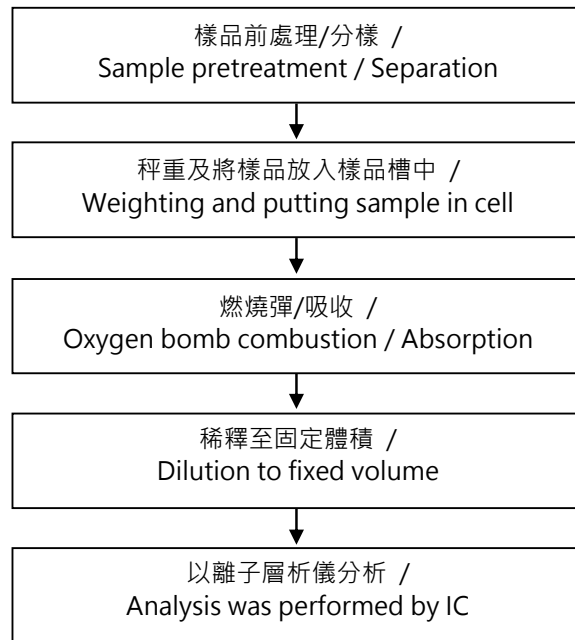 樣品前處理/分樣 /
Sample pretreatment / Separation
秤重及將樣品放入樣品槽中 /
Weighting and putting sample in cell
燃燒彈/吸收 /
Oxygen bomb combustion / Absorption
稀釋至固定體積 /
Dilution to fixed volume
以離子層析儀分析 /
Analysis was performed by IC